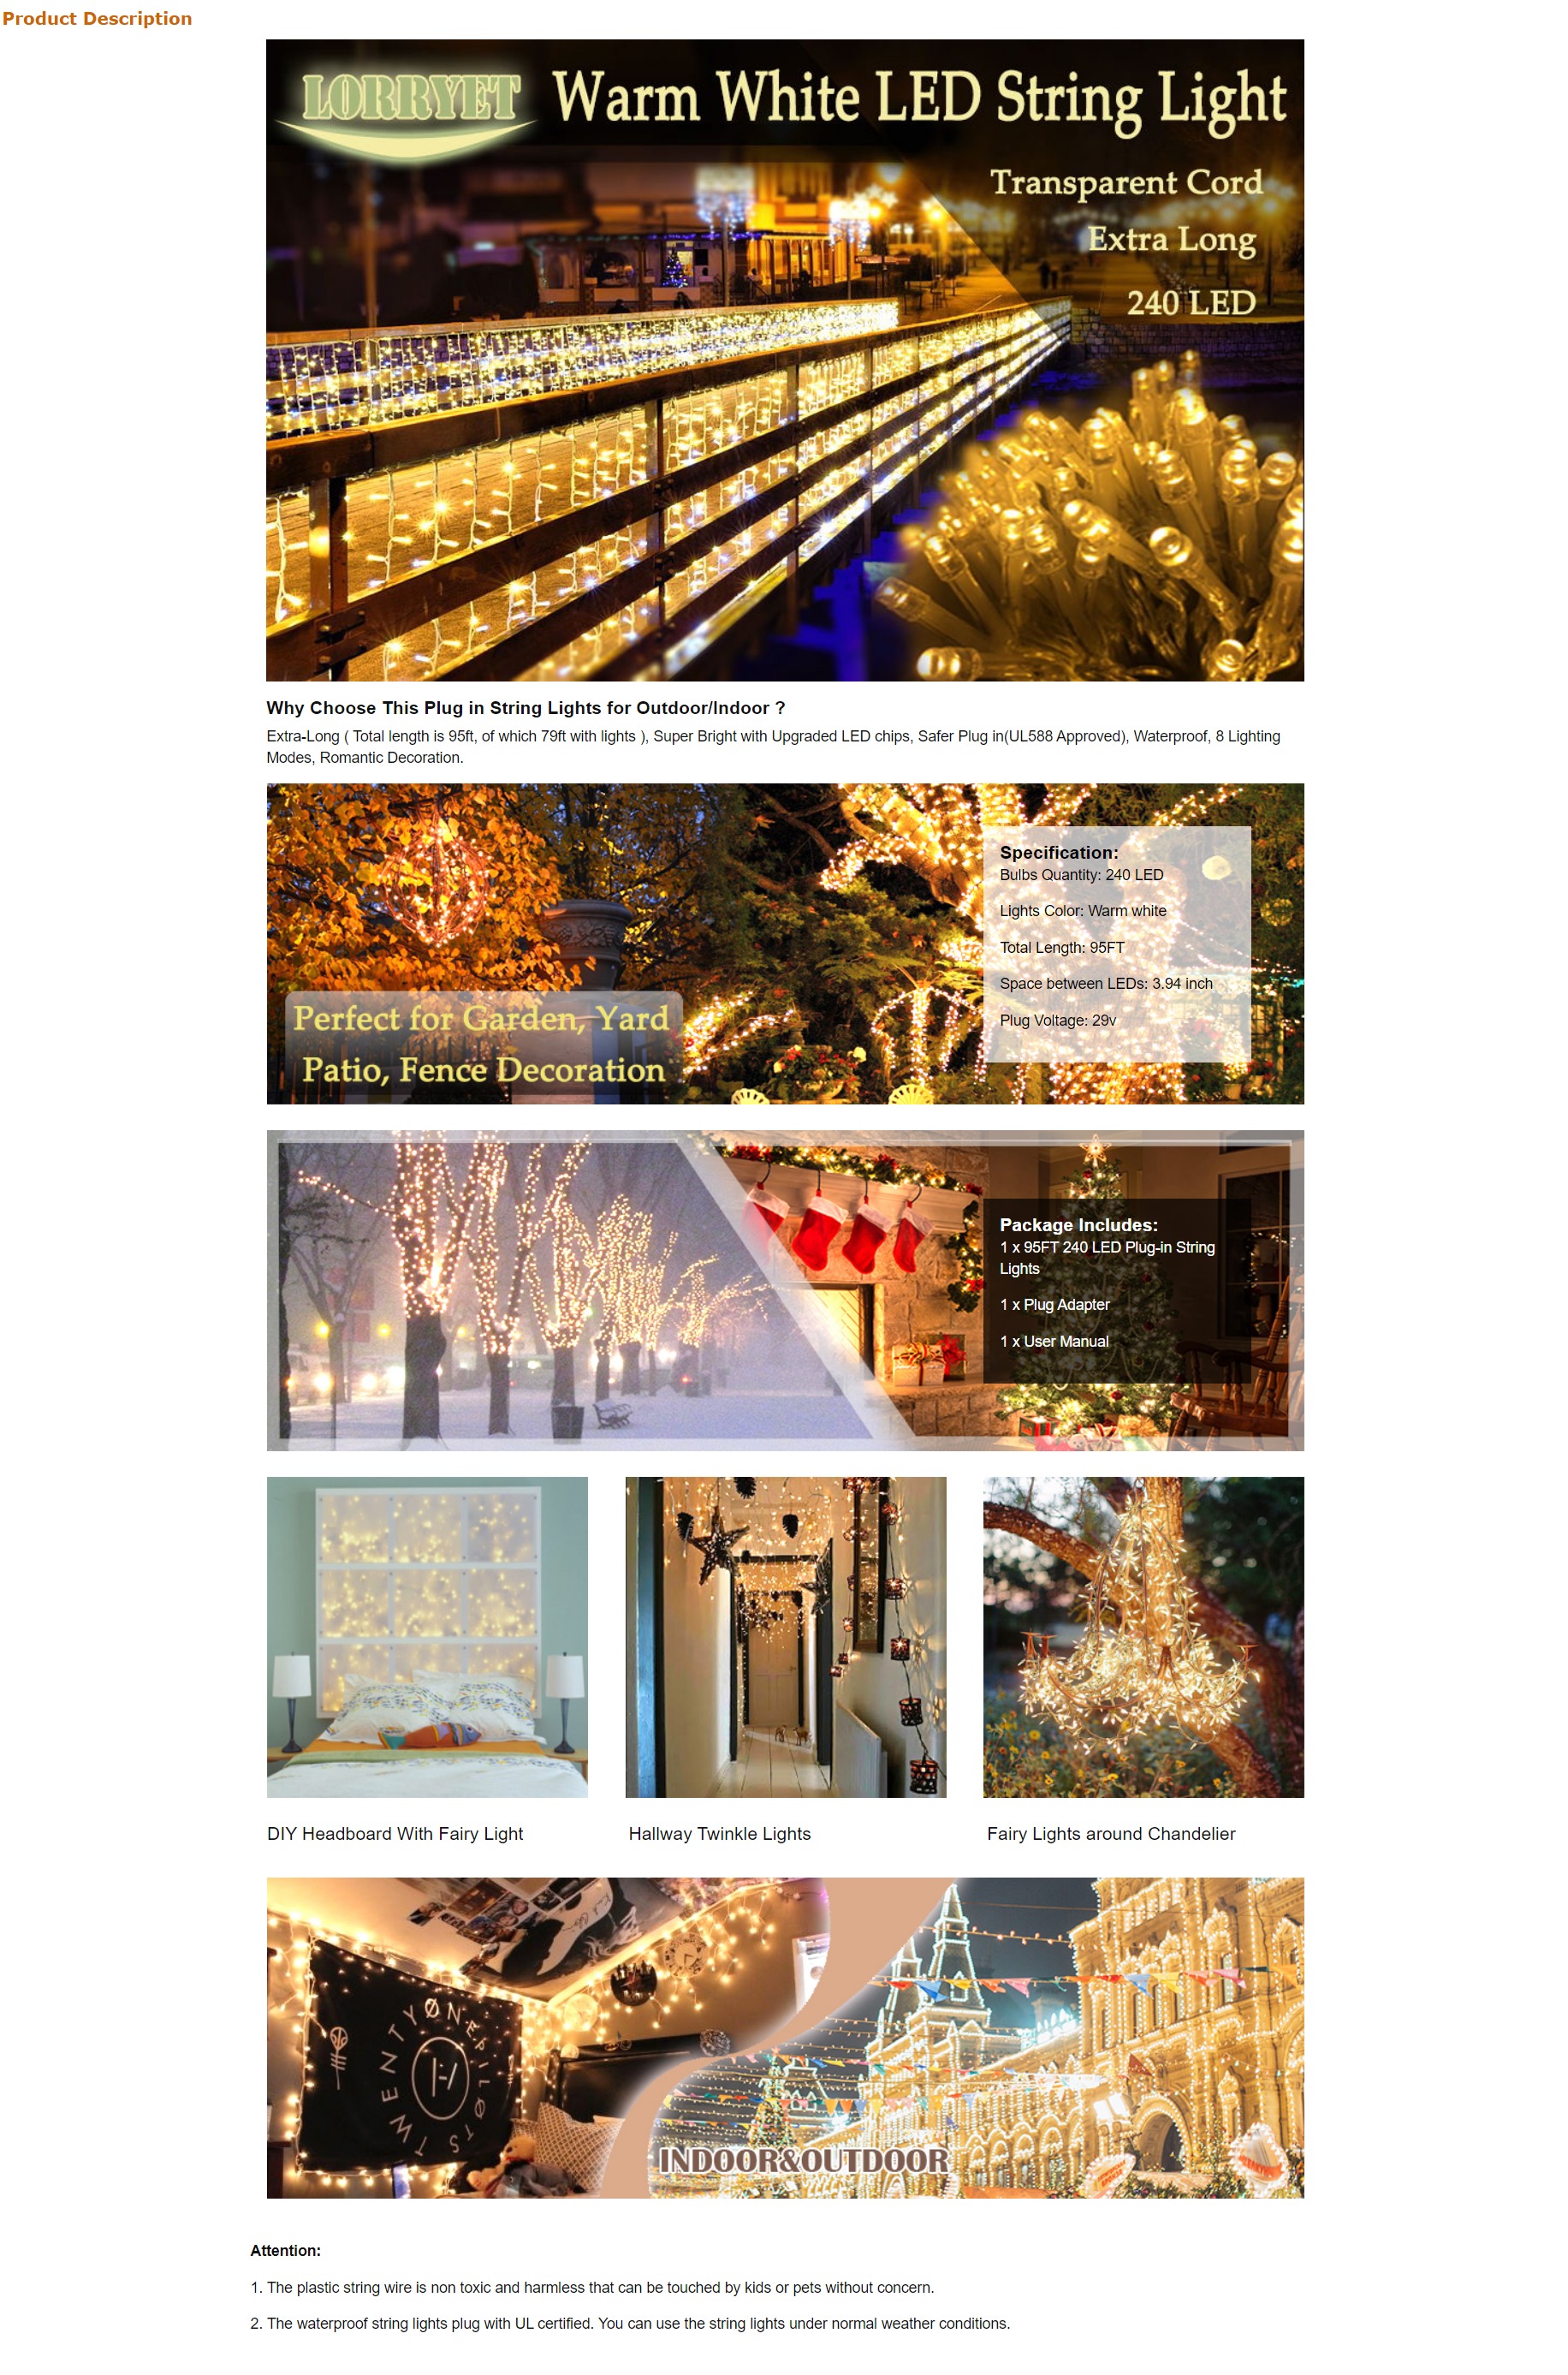 Product Description
LORRYET
Warm White LED String Light
Transparent Cord
Extra Long
240 LED
Why Choose This Plug in String Lights for Outdoor/Indoor ?
Extra-Long ( Total length is 95ft, of which 79ft with lights ), Super Bright with Upgraded LED chips, Safer Plug in(UL588 Approved), Waterproof, 8 Lighting
Modes, Romantic Decoration.
Perfect for Garden, Yard
Patio, Fence Decoration
Specification:
Bulbs Quantity: 240 LED
Lights Color: Warm white
Total Length: 95FT
Space between LEDs: 3.94 inch
Plug Voltage: 29v
Package Includes:
1 x 95FT 240 LED Plug-in String
Lights
1 x Plug Adapter
1 x User Manual
DIY Headboard With Fairy Light
Hallway Twinkle Lights
Fairy Lights around Chandelier
TWENTY ØNE PILØTS
INDOOR&OUTDOOR
Attention:
1. The plastic string wire is non toxic and harmless that can be touched by kids or pets without concern.
2. The waterproof string lights plug with UL certified. You can use the string lights under normal weather conditions.